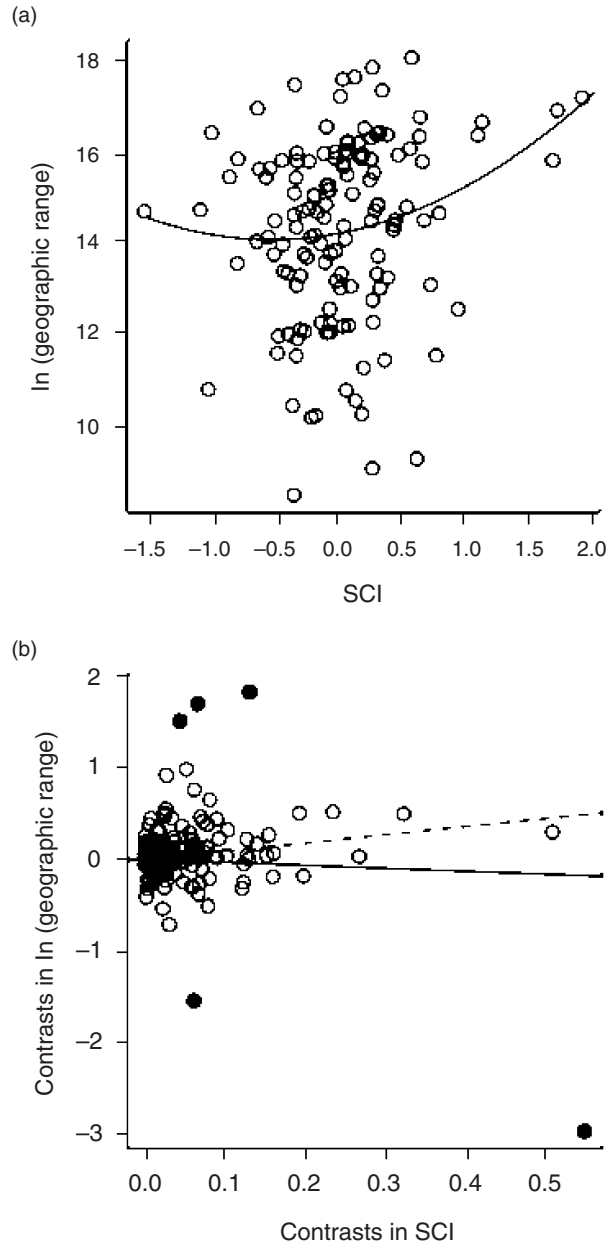 (a)
18
16
14
12
10
ln (geographic range)
–1.5 –1.0 –0.5 0.0 0.5 1.0 1.5 2.0
SCI
(b)
2
1
0
–1
–2
–3
Contrasts in ln (geographic range)
0.0 0.1 0.2 0.3 0.4 0.5
Contrasts in SCI